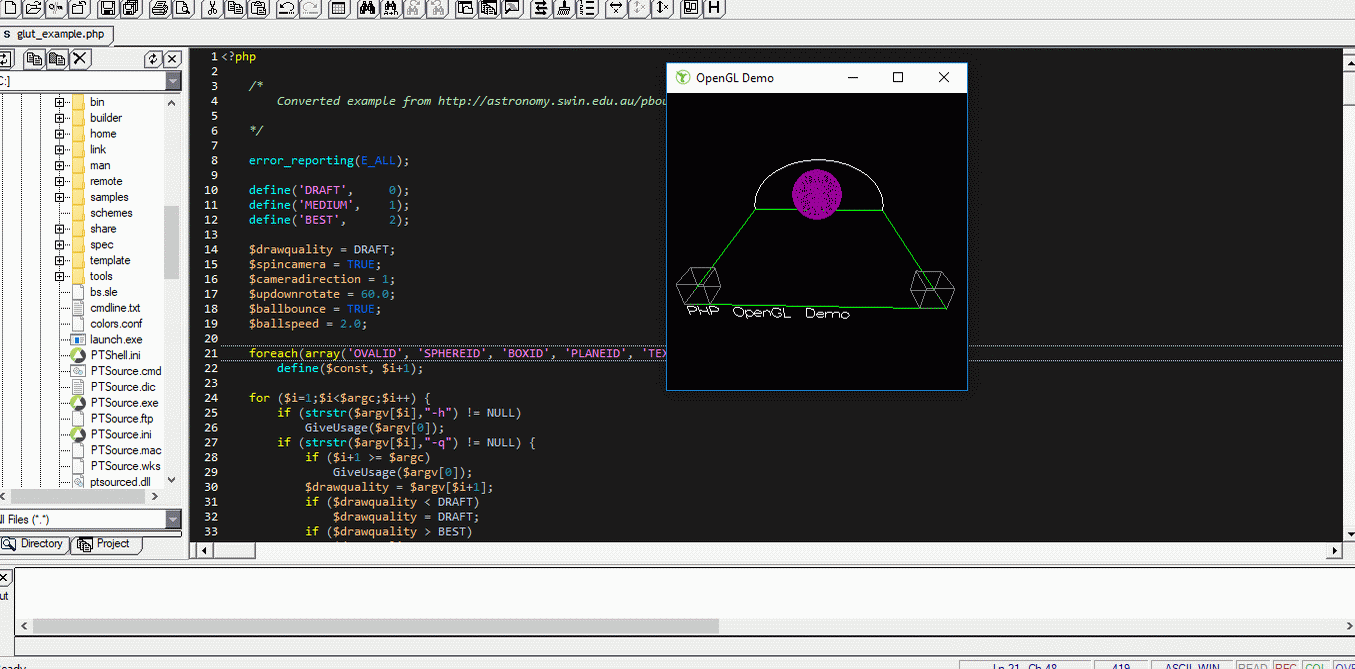 glut_example.php
bin
builder
home
link
man
remote
samples
schemes
share
spec
template
tools
bs.sle
cmdline.txt
colors.conf
launch.exe
PTShell.ini
PTSource.cmd
PTSource.dic
PTSource.exe
PTSource.ftp
PTSource.ini
PTSource.mac
PTSource.wks
ptsourced.dll
Files (*.*)
Directory
Project
1 <?php
2
3 /*
4 Converted example from http://astronomy.swin.edu.au/pbou
5
6 */
7
8 error_reporting(E_ALL);
9
10 define('DRAFT', 0);
11 define('MEDIUM', 1);
12 define('BEST', 2);
13
14 $drawquality = DRAFT;
15 $spincamera = TRUE;
16 $cameradirection = 1;
17 $updownrotate = 60.0;
18 $ballbounce = TRUE;
19 $ballspeed = 2.0;
20
21 foreach(array('OVALID', 'SPHEREID', 'BOXID', 'PLANEID', 'TEX
22 define($const, $i+1);
23
24 for ($i=1;$i<$argc;$i++) {
25 if (strstr($argv[$i],"-h") != NULL)
26 GiveUsage($argv[0]);
27 if (strstr($argv[$i],"-q") != NULL) {
28 if ($i+1 >= $argc)
29 GiveUsage($argv[0]);
30 $drawquality = $argv[$i+1];
31 if ($drawquality < DRAFT)
32 $drawquality = DRAFT;
33 if ($drawquality > BEST)
OpenGL Demo
PHP OpenGL Demo
Ln 21, Ch 48
419
ASCII, WIN
READ
REC
COL
OVR